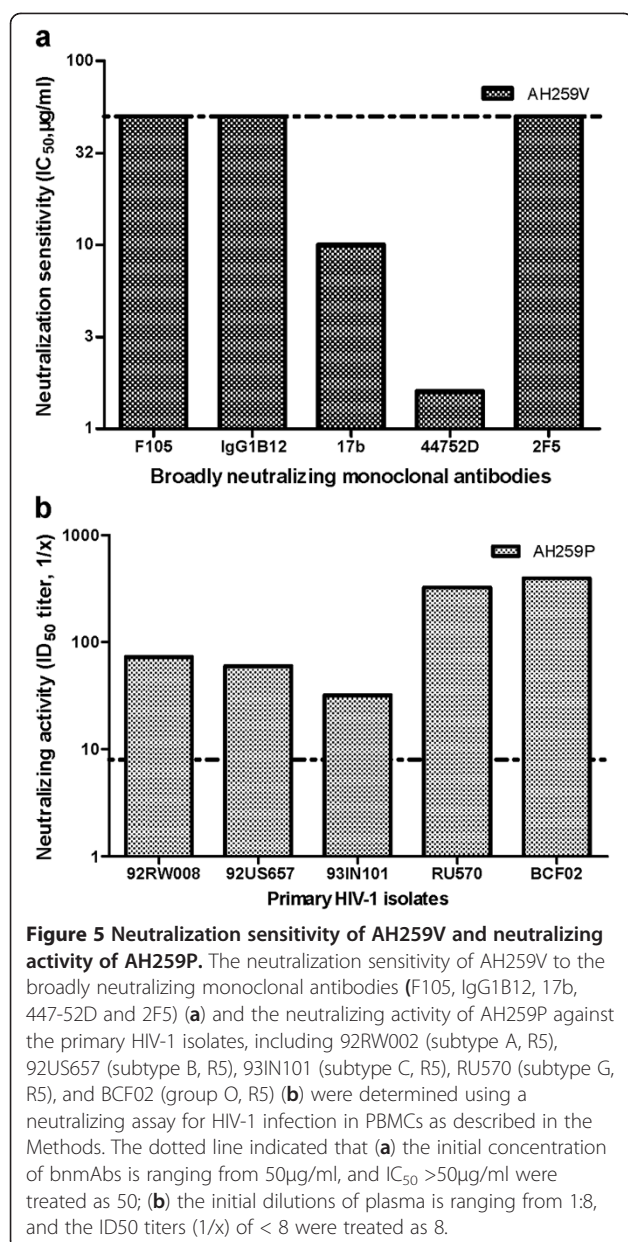 a
100
32
10
3
1
Neutralization sensitivity (IC50,µg/ml)
AH259V
F105 IgG1B12 17b 44752D 2F5
Broadly neutralizing monoclonal antibodies
b
1000
100
10
1
Neutralizing activity (ID50 titer, 1/x)
AH259P
92RW008 92US657 93IN101 RU570 BCF02
Primary HIV-1 isolates
Figure 5 Neutralization sensitivity of AH259V and neutralizing
activity of AH259P. The neutralization sensitivity of AH259V to the
broadly neutralizing monoclonal antibodies (F105, IgG1B12, 17b,
447-52D and 2F5) (a) and the neutralizing activity of AH259P against
the primary HIV-1 isolates, including 92RW002 (subtype A, R5),
92US657 (subtype B, R5), 93IN101 (subtype C, R5), RU570 (subtype G,
R5), and BCF02 (group O, R5) (b) were determined using a
neutralizing assay for HIV-1 infection in PBMCs as described in the
Methods. The dotted line indicated that (a) the initial concentration
of bnmAbs is ranging from 50µg/ml, and IC50 >50µg/ml were
treated as 50; (b) the initial dilutions of plasma is ranging from 1:8,
and the ID50 titers (1/x) of < 8 were treated as 8.